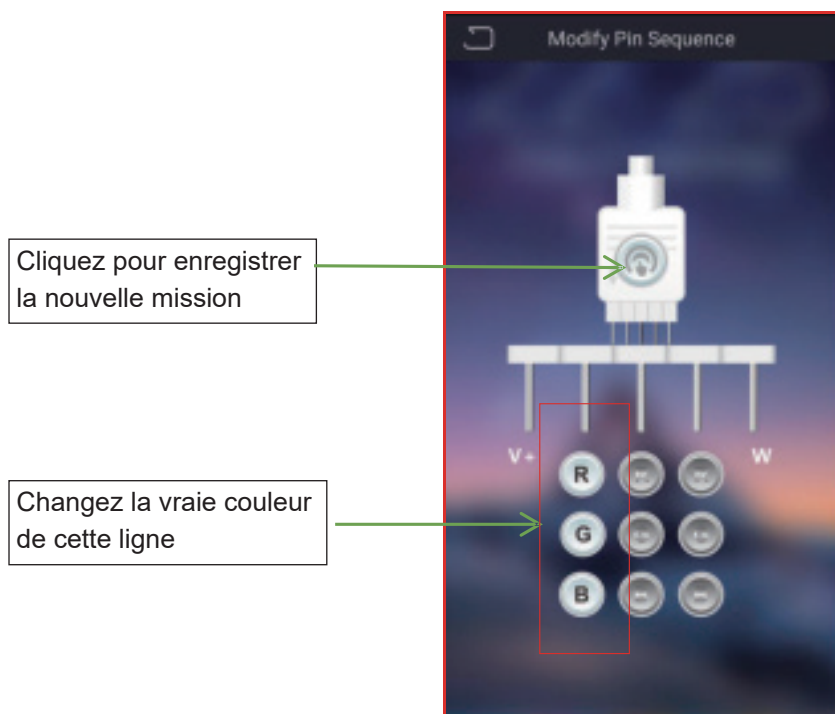 Modify Pin Sequence
Cliquez pour enregistrer
la nouvelle mission
V+
W
R
Changez la vraie couleur
de cette ligne
G
B